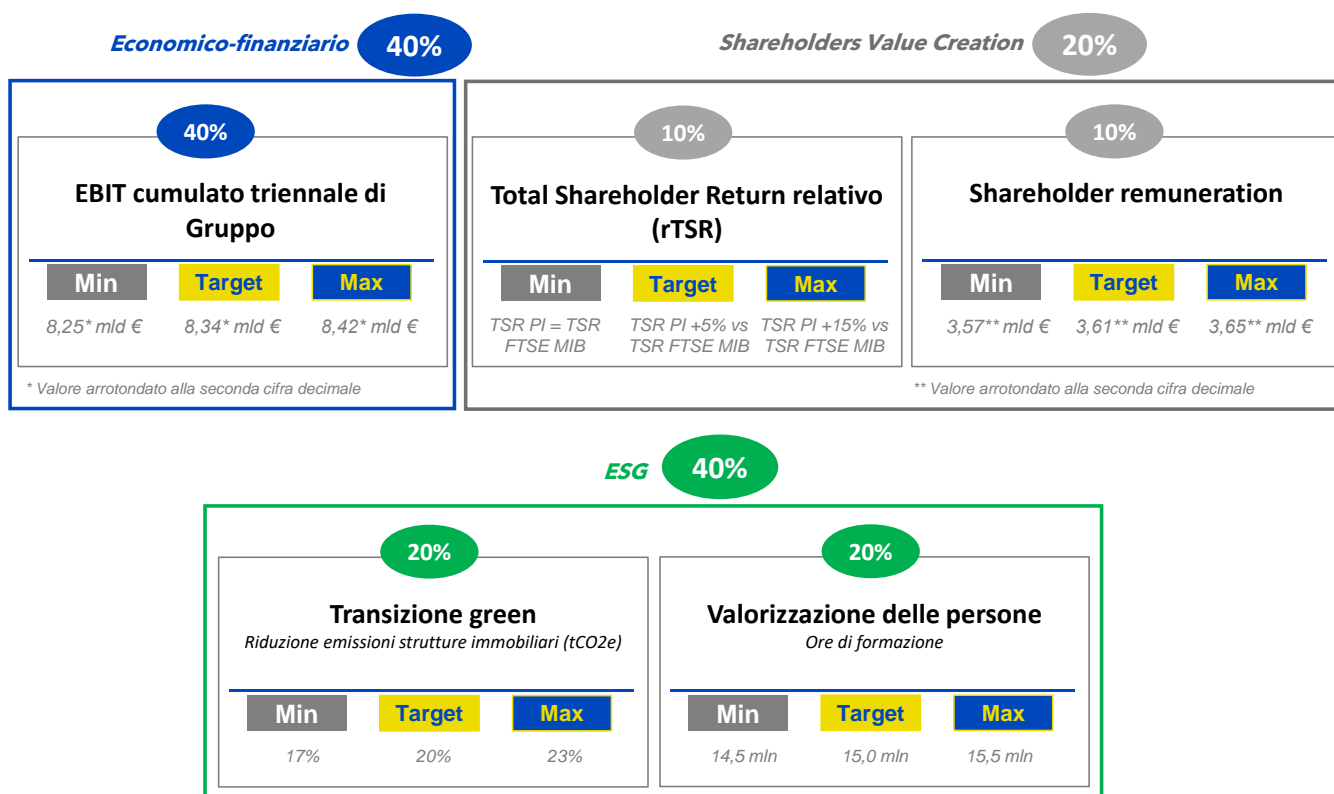 Economico-finanziario 40%
Shareholders Value Creation 20%
40%
EBIT cumulato triennale di
Gruppo
Min Target Max
8,25* mld € 8,34* mld € 8,42* mld €
* Valore arrotondato alla seconda cifra decimale
10%
Total Shareholder Return relativo
(rTSR)
Min Target Max
TSR PI = TSR TSR PI +5% vs TSR PI +15% vs
FTSE MIB TSR FTSE MIB TSR FTSE MIB
10%
Shareholder remuneration
Min Target Max
3,57** mld € 3,61** mld € 3,65** mld €
** Valore arrotondato alla seconda cifra decimale
ESG 40%
20%
Transizione green
Riduzione emissioni strutture immobiliari (tCO2e)
Min Target Max
17% 20% 23%
20%
Valorizzazione delle persone
Ore di formazione
Min Target Max
14,5 mln 15,0 mln 15,5 mln